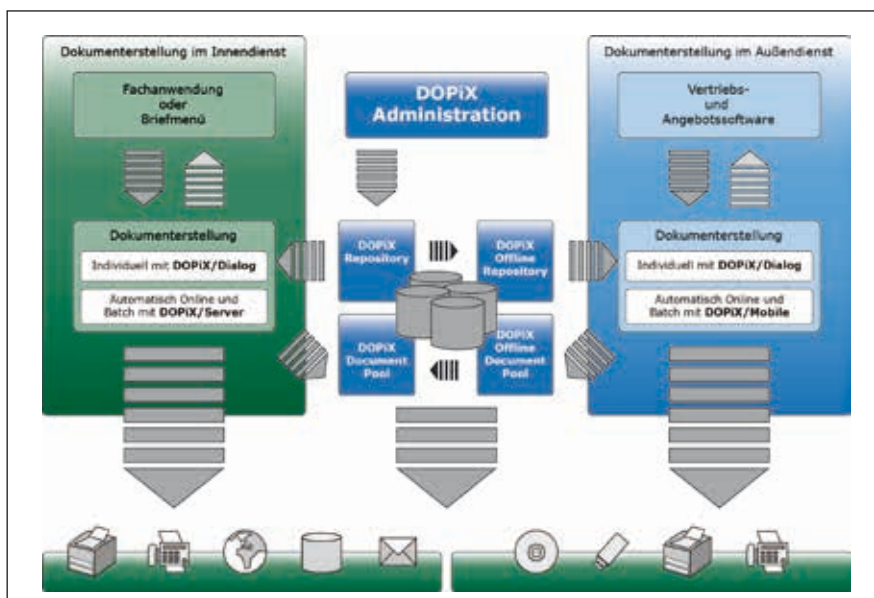 Dokumenterstellung im Innendienst
Fachanwendung
oder
Briefmenü
Dokumenterstellung
Individuell mit DOPiX/Dialog
Automatisch Online und
Batch mit DOPiX/Server
DOPiX
Administration
DOPiX
Repository
DOPiX
Offline
Repository
DOPiX
Document
Pool
DOPiX
Offline
Document
Pool
Dokumenterstellung im Außendienst
Vertriebs-
und
Angebotssoftware
Dokumenterstellung
Individuell mit DOPiX/Dialog
Automatisch Online und
Batch mit DOPiX/Mobile